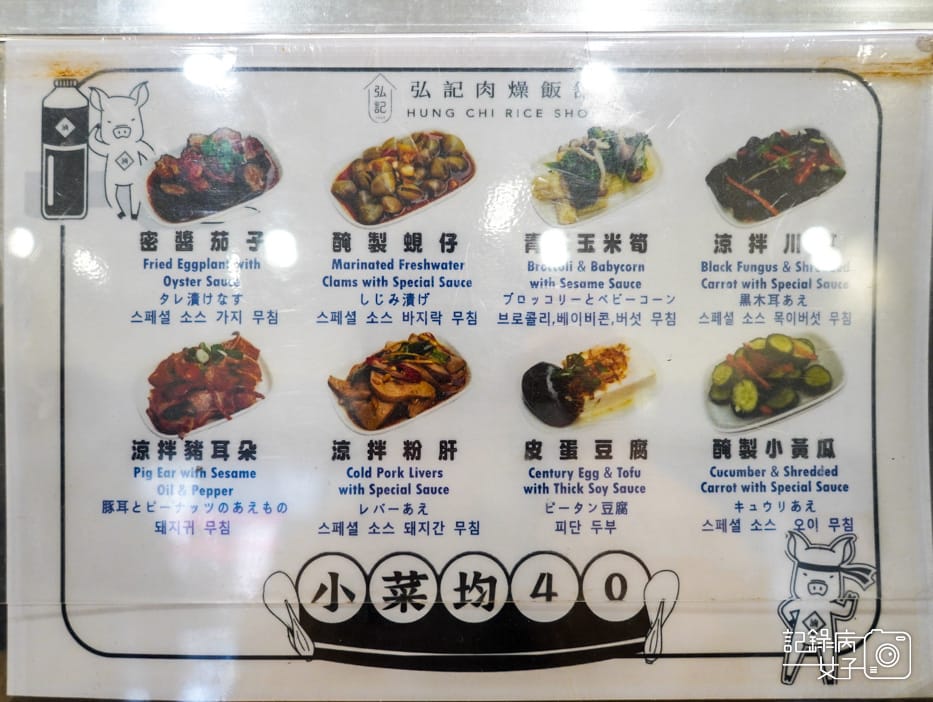 弘記
弘記肉燥飯
HUNG CHI RICE SHO
密醬茄子
Fried Eggplant with
Oyster Sauce
タレ漬けなす
스페셜 소스 가지 무침
醃製蜆仔
Marinated Freshwater
Clams with Special Sauce
しじみ漬げ
스페셜 소스 바지락 무침
青 玉米筍
Broccoli & Babycorn
with Sesame Sauce
ブロッコリーとベビーコーン
브로콜리,베이비콘,버섯 무침
涼拌川
Black Fungus & Shredded
Carrot with Special Sauce
黒木耳あえ
스페셜 소스 목이버섯 무침
涼拌豬耳朵
Pig Ear with Sesame
Oil & Pepper
豚耳とピーナッツのあえもの
돼지귀 무침
涼拌粉肝
Cold Pork Livers
with Special Sauce
レバーあえ
스페셜 소스 돼지간 무침
皮蛋豆腐
Century Egg & Tofu
with Thick Soy Sauce
ピータン豆腐
피단 두부
醃製小黃瓜
Cucumber & Shredded
Carrot with Special Sauce
キュウリあえ
스페셜 소스 오이 무침
小菜均40
記錄病
女子